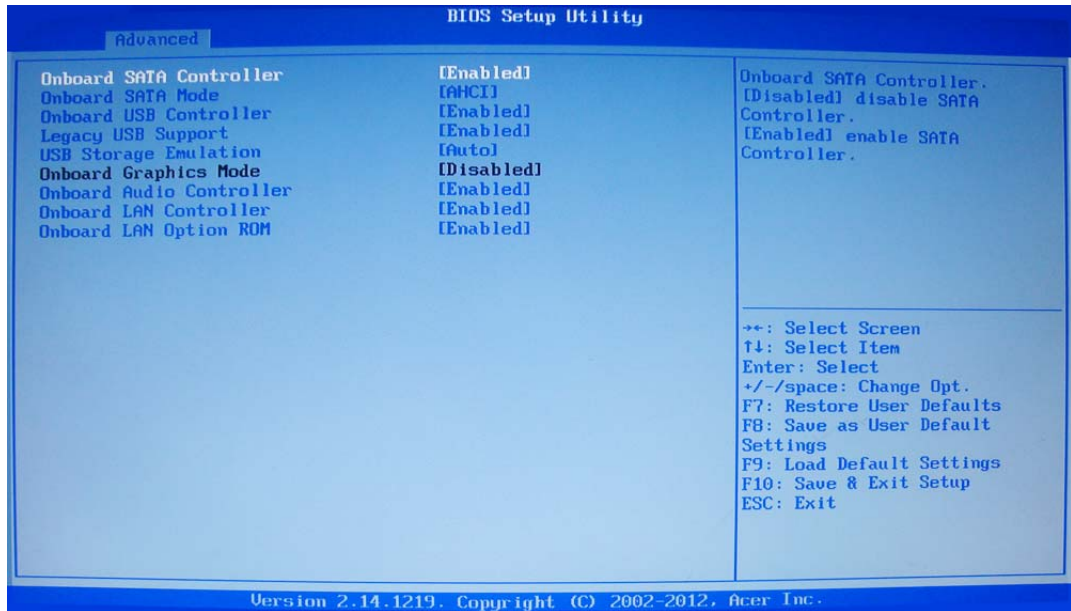 BIOS Setup Utility
Advanced
Onboard SATA Controller [Enabled]
Onboard SATA Mode [AHCI]
Onboard USB Controller [Enabled]
Legacy USB Support [Enabled]
USB Storage Emulation [Auto]
Onboard Graphics Mode [Disabled]
Onboard Audio Controller [Enabled]
Onboard LAN Controller [Enabled]
Onboard LAN Option ROM [Enabled]
Onboard SATA Controller.
[Disabled] disable SATA
Controller.
[Enabled] enable SATA
Controller.
→←: Select Screen
↑↓: Select Item
Enter: Select
+/-/space: Change Opt.
F7: Restore User Defaults
F8: Save as User Default
Settings
F9: Load Default Settings
F10: Save & Exit Setup
ESC: Exit
Version 2.14.1219. Copyright (C) 2002-2012, Acer Inc.